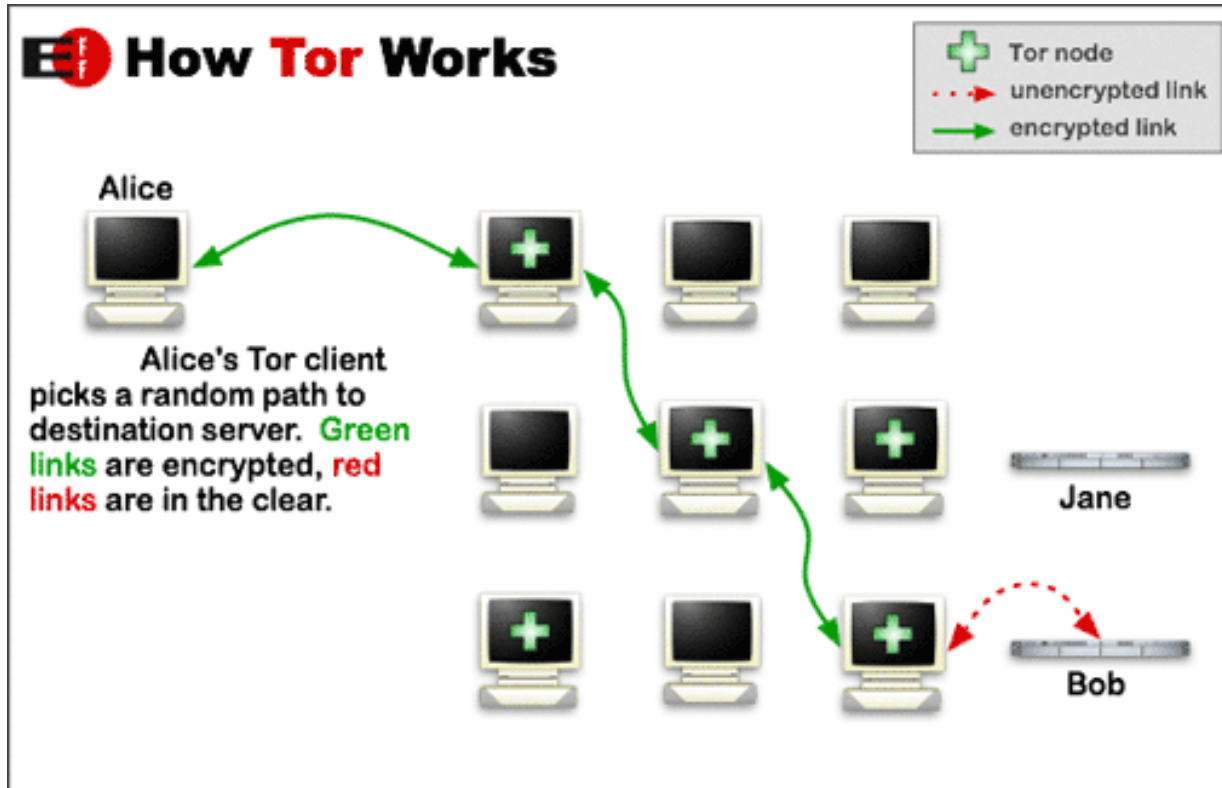 EFF How Tor Works
Tor node
unencrypted link
encrypted link
Alice
Alice's Tor client
picks a random path to
destination server. Green
links are encrypted, red
links are in the clear.
Jane
Bob